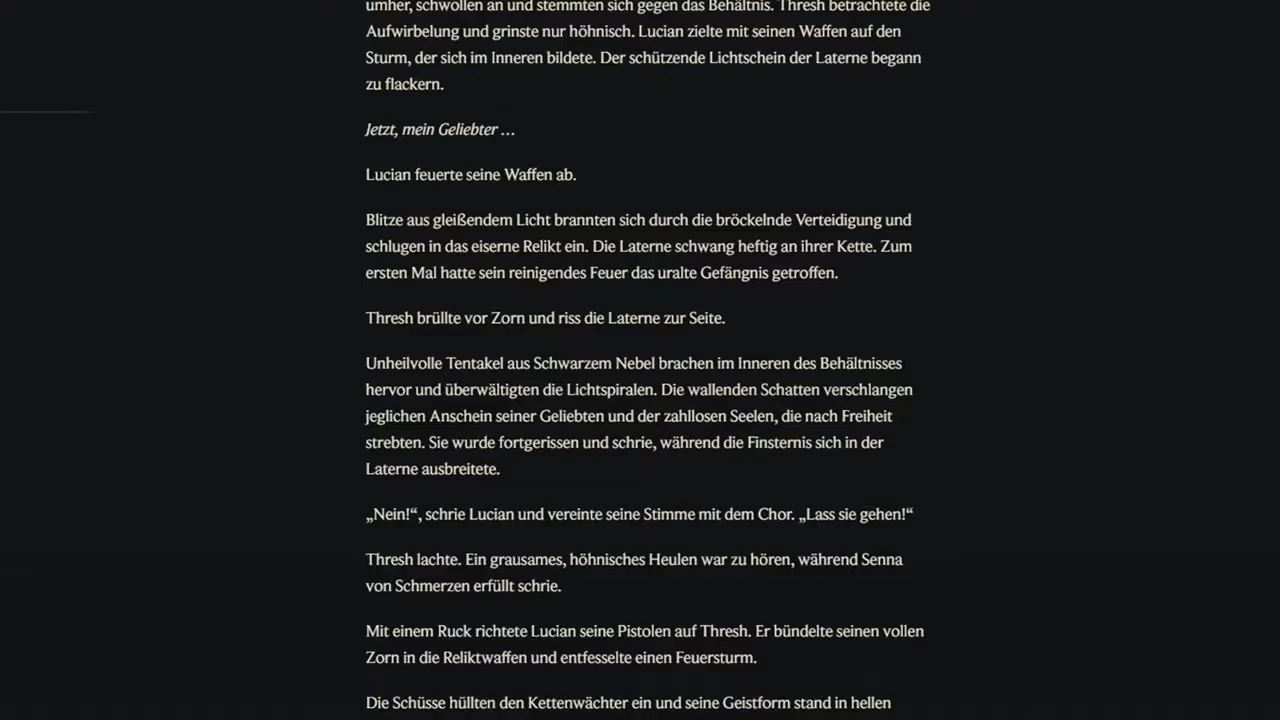 umher, schwollen an und stemmten sich gegen das Behältnis. Thresh betrachtete die
Aufwirbelung und grinste nur höhnisch. Lucian zielte mit seinen Waffen auf den
Sturm, der sich im Inneren bildete. Der schützende Lichtschein der Laterne begann
zu flackern.
Jetzt, mein Geliebter …
Lucian feuerte seine Waffen ab.
Blitze aus gleißendem Licht brannten sich durch die bröckelnde Verteidigung und
schlugen in das eiserne Relikt ein. Die Laterne schwang heftig an ihrer Kette. Zum
ersten Mal hatte sein reinigendes Feuer das uralte Gefängnis getroffen.
Thresh brüllte vor Zorn und riss die Laterne zur Seite.
Unheilvolle Tentakel aus Schwarzem Nebel brachen im Inneren des Behältnisses
hervor und überwältigten die Lichtspiralen. Die wallenden Schatten verschlangen
jeglichen Anschein seiner Geliebten und der zahllosen Seelen, die nach Freiheit
strebten. Sie wurde fortgerissen und schrie, während die Finsternis sich in der
Laterne ausbreitete.
„Nein!“, schrie Lucian und vereinte seine Stimme mit dem Chor. „Lass sie gehen!“
Thresh lachte. Ein grausames, höhnisches Heulen war zu hören, während Senna
von Schmerzen erfüllt schrie.
Mit einem Ruck richtete Lucian seine Pistolen auf Thresh. Er bündelte seinen vollen
Zorn in die Reliktwaffen und entfesselte einen Feuersturm.
Die Schüsse hüllten den Kettenwächter ein und seine Geistform stand in hellen